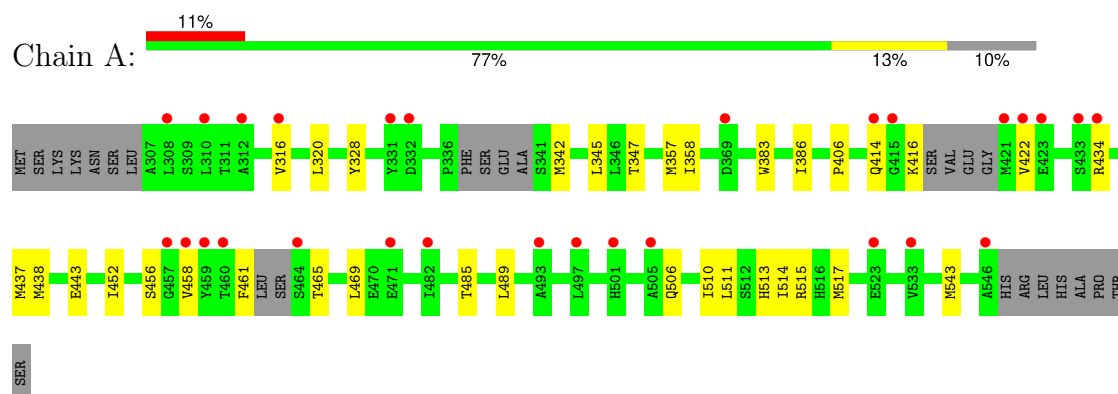 11%
Chain A:
77% 13% 10%
MET SER LYS LYS ASN SER LEU A307 L308 S309 L310 T311 A312 V316 L320 Y328 Y331 D332 P336 PHE SER GLU ALA S341 M342 L345 L346 T347 M357 I358 D369 W383 I386 P406 Q414 G415 K416 SER VAL GLU GLY M421 V422 E423 S433 R434
M437 M438 E443 I452 S456 G457 V458 Y459 T460 F461 LEU SER S464 T465 L469 E470 E471 I482 T485 L489 A493 L497 H501 A505 Q506 I510 L511 S512 H513 I514 R515 H516 M517 E523 V533 M543 A546 HIS ARG LEU HIS ALA PRO THR
SER